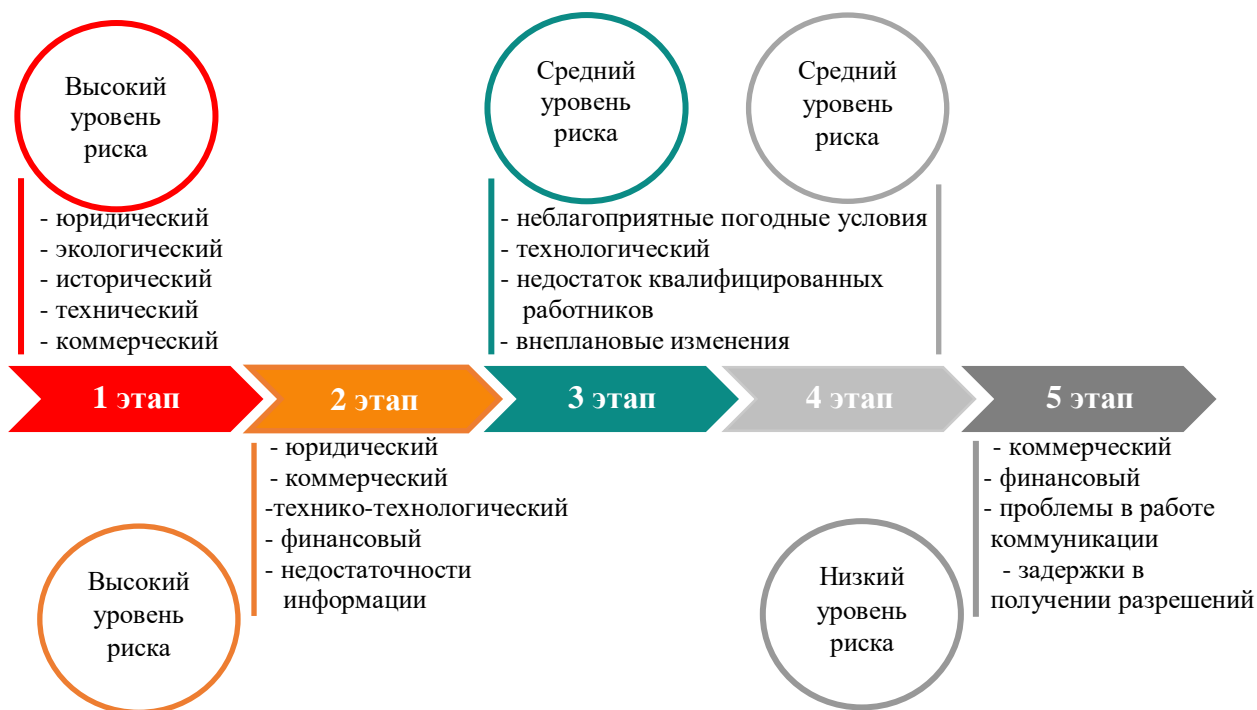 Высокий
уровень
риска
Средний
уровень
риска
Средний
уровень
риска
- юридический
- экологический
- исторический
- технический
- коммерческий
- неблагоприятные погодные условия
- технологический
- недостаток квалифицированных
работников
- внеплановые изменения
1 этап
2 этап
3 этап
4 этап
5 этап
- юридический
- коммерческий
-технико-технологический
- финансовый
- недостаточности
информации
- коммерческий
- финансовый
- проблемы в работе
коммуникации
- задержки в
получении разрешений
Высокий
уровень
риска
Низкий
уровень
риска